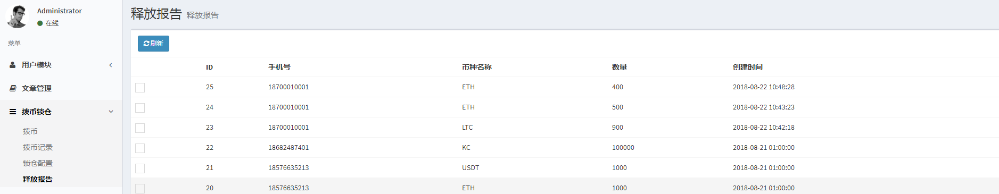 Administrator
在线
菜单
用户模块
文章管理
拨币锁仓
拨币
拨币记录
锁仓配置
释放报告
释放报告 释放报告
刷新
ID 手机号 币种名称 数量 创建时间
25 18700010001 ETH 400 2018-08-22 10:48:28
24 18700010001 ETH 500 2018-08-22 10:43:23
23 18700010001 LTC 900 2018-08-22 10:42:18
22 18682487401 KC 100000 2018-08-21 01:00:00
21 18576635213 USDT 1000 2018-08-21 01:00:00
20 18576635213 ETH 1000 2018-08-21 01:00:00